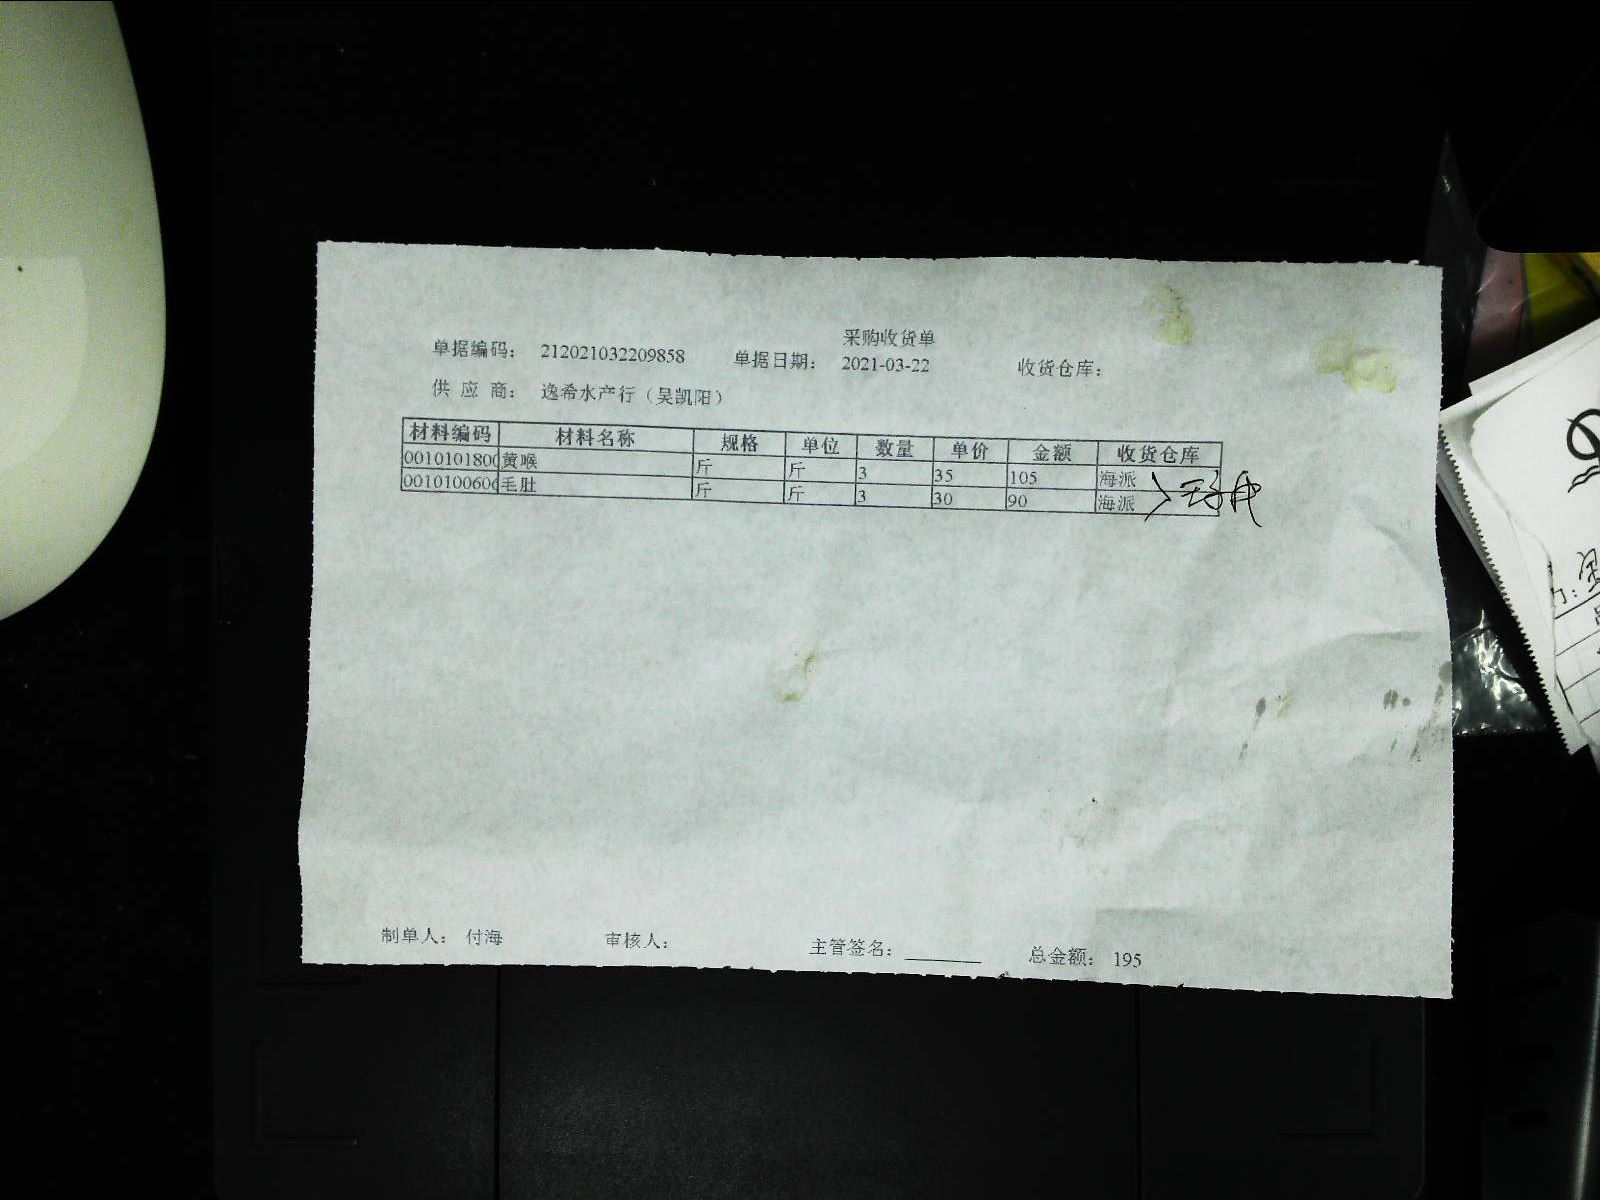 采购收货单
单据编码： 212021032209858 单据日期： 2021-03-22 收货仓库：
供 应 商： 逸希水产行（吴凯阳）
材料编码 材料名称 规格 单位 数量 单价 金额 收货仓库
0010101800 黄喉 斤 斤 3 35 105 海派
001010060 毛肚 斤 斤 3 30 90 海派
制单人： 付海 审核人： 主管签名： 总金额： 195